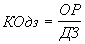 КОдз = ОР
ДЗ